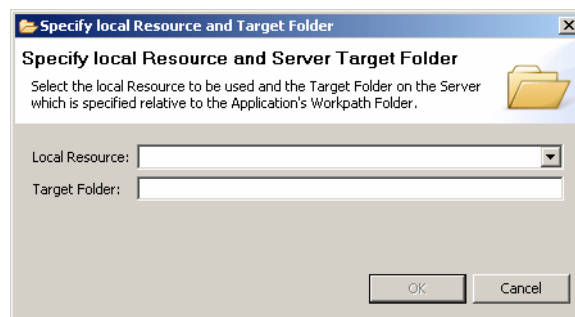 Specify local Resource and Target Folder
Specify local Resource and Server Target Folder
Select the local Resource to be used and the Target Folder on the Server
which is specified relative to the Application's Workpath Folder.
Local Resource:
Target Folder:
OK
Cancel